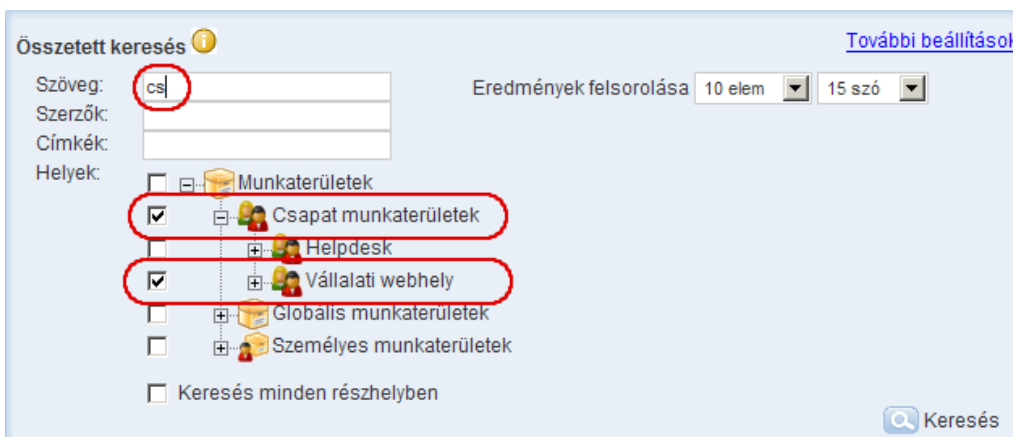 Összetett keresés
További beállítások
Szöveg: cs
Eredmények felsorolása 10 elem 15 szó
Szerzők:
Címkék:
Helyek:
Munkaterületek
Csapat munkaterületek
Helpdesk
Vállalati webhely
Globális munkaterületek
Személyes munkaterületek
Keresés minden részhelyben
Keresés